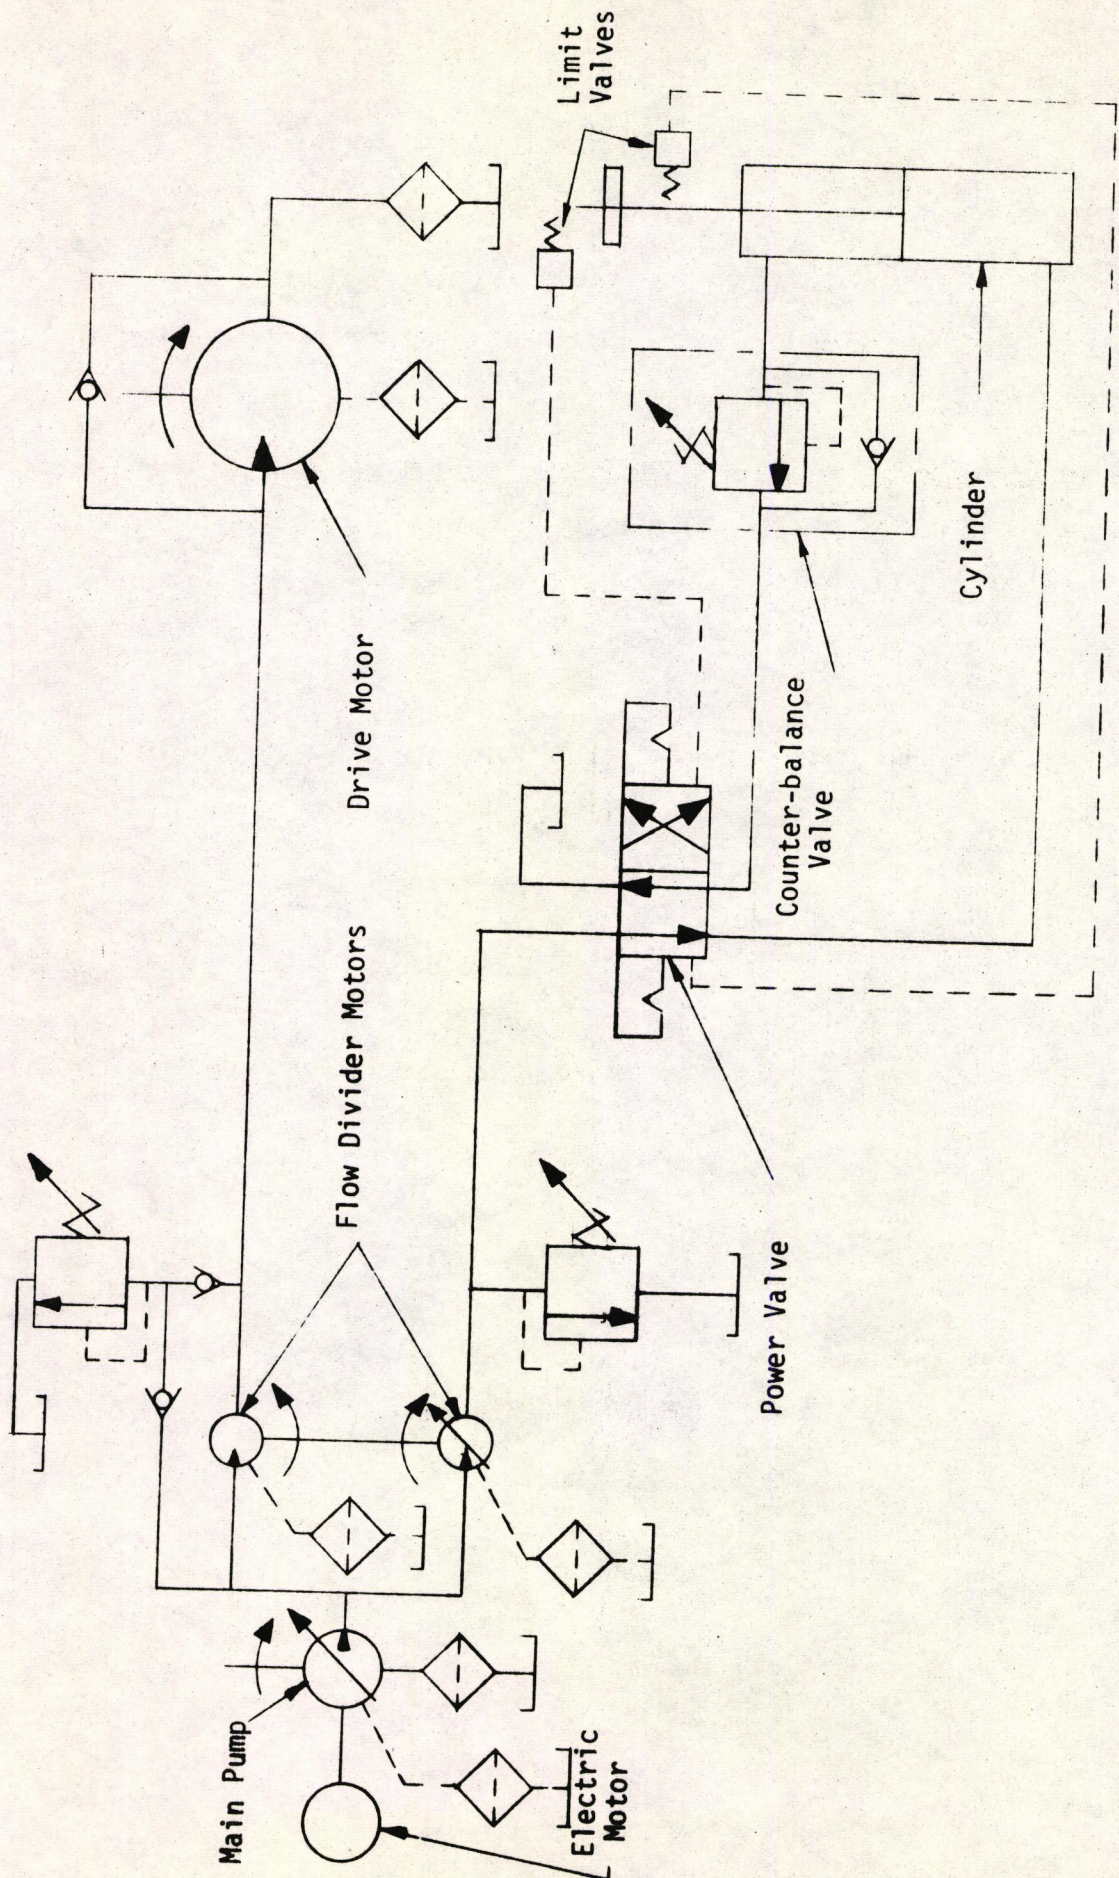 Main Pump
Electric
Motor
Flow Divider Motors
Power Valve
Drive Motor
Counter-balance
Valve
Cylinder
Limit
Valves